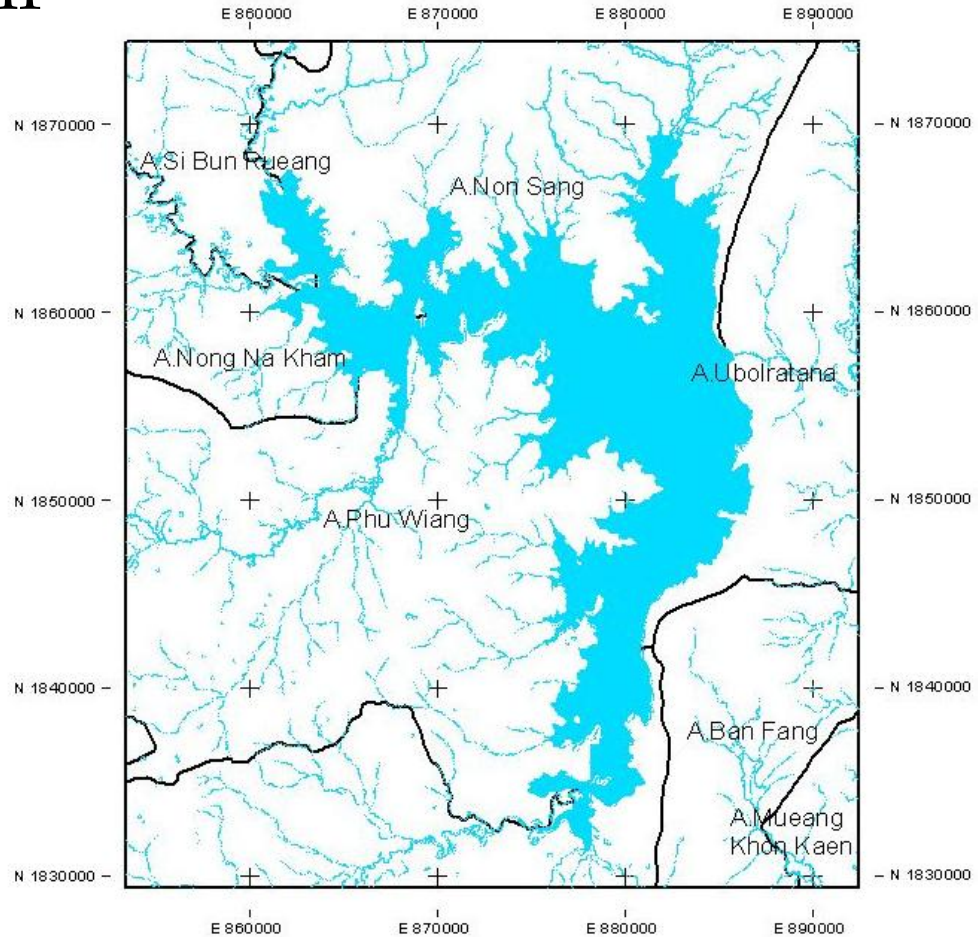 E 860000 E 870000 E 880000 E 890000
N 1870000 N 1870000
A.Si Bun Rueang
A.Non Sang
N 1860000 N 1860000
A.Nong Na Kham
A.Ubolratana
N 1850000 N 1850000
A.Phu Wiang
N 1840000 N 1840000
A.Ban Fang
A.Mueang
Khon Kaen
N 1830000 N 1830000
E 860000 E 870000 E 880000 E 890000